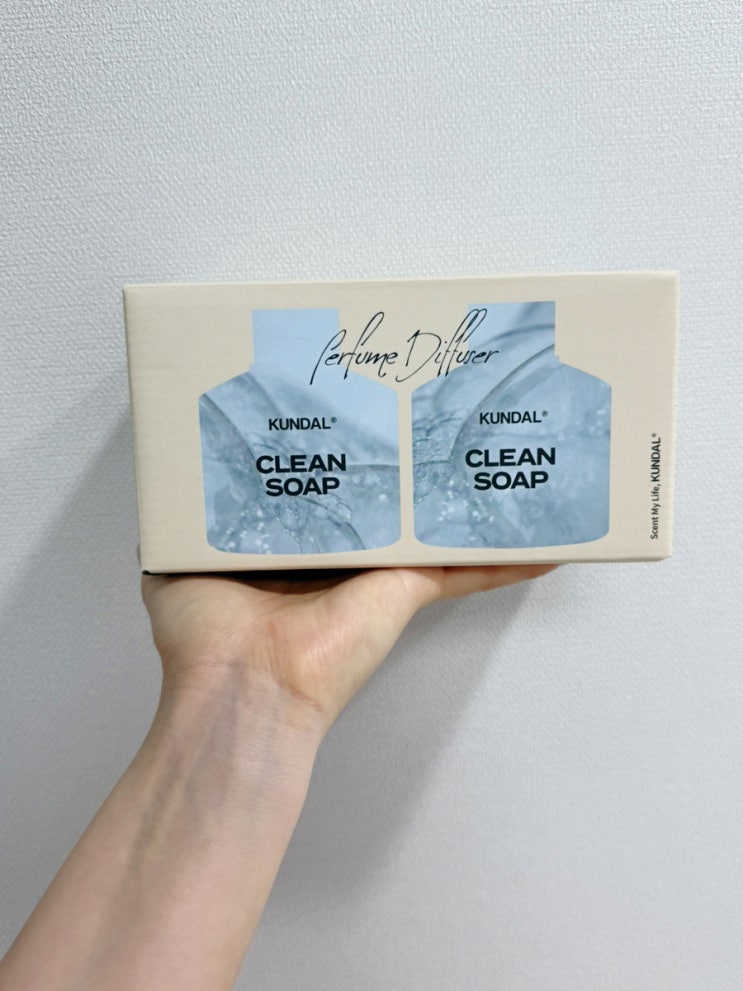 Perfume Diffuser
KUNDAL®
CLEAN
SOAP
KUNDAL®
CLEAN
SOAP
Scent My Life, KUNDAL®